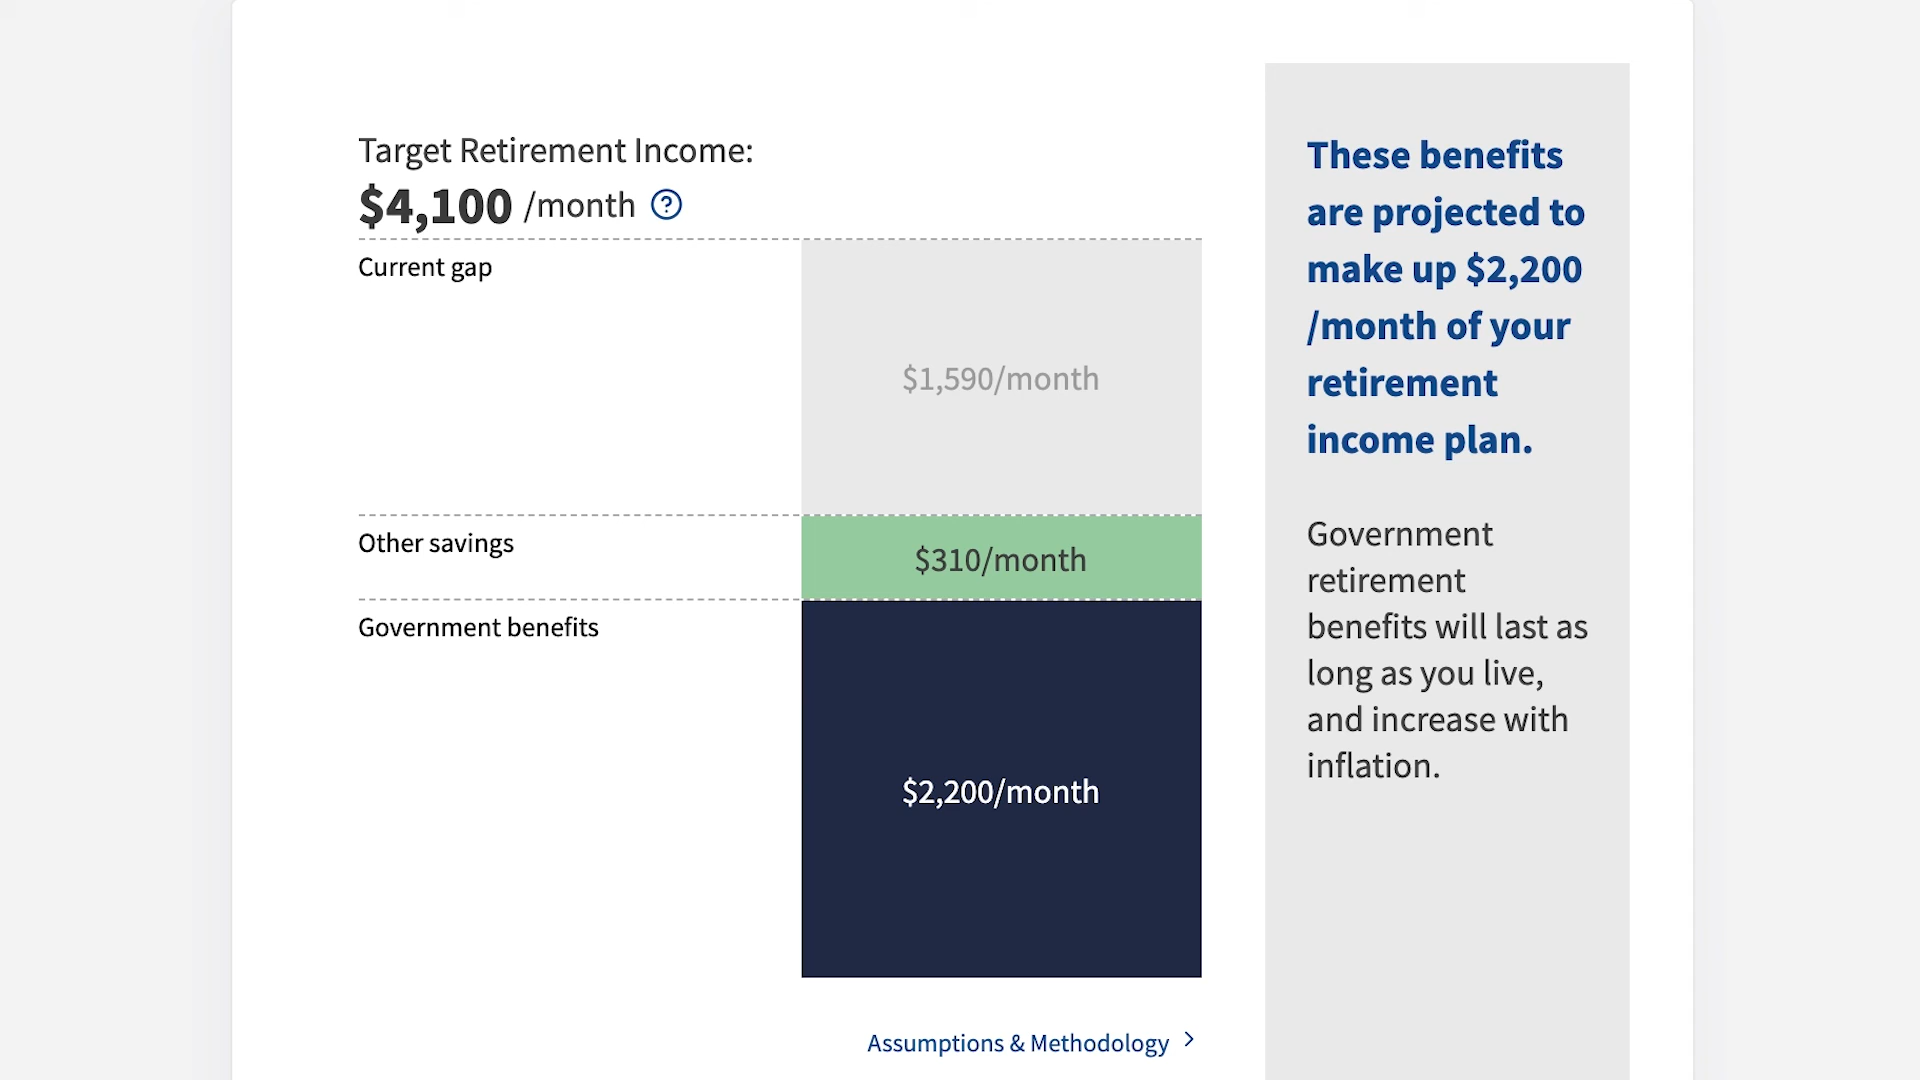 Target Retirement Income:
$4,100 /month ?
Current gap
$1,590/month
Other savings
$310/month
Government benefits
$2,200/month
Assumptions & Methodology
These benefits
are projected to
make up $2,200
/month of your
retirement
income plan.
Government
retirement
benefits will last as
long as you live,
and increase with
inflation.